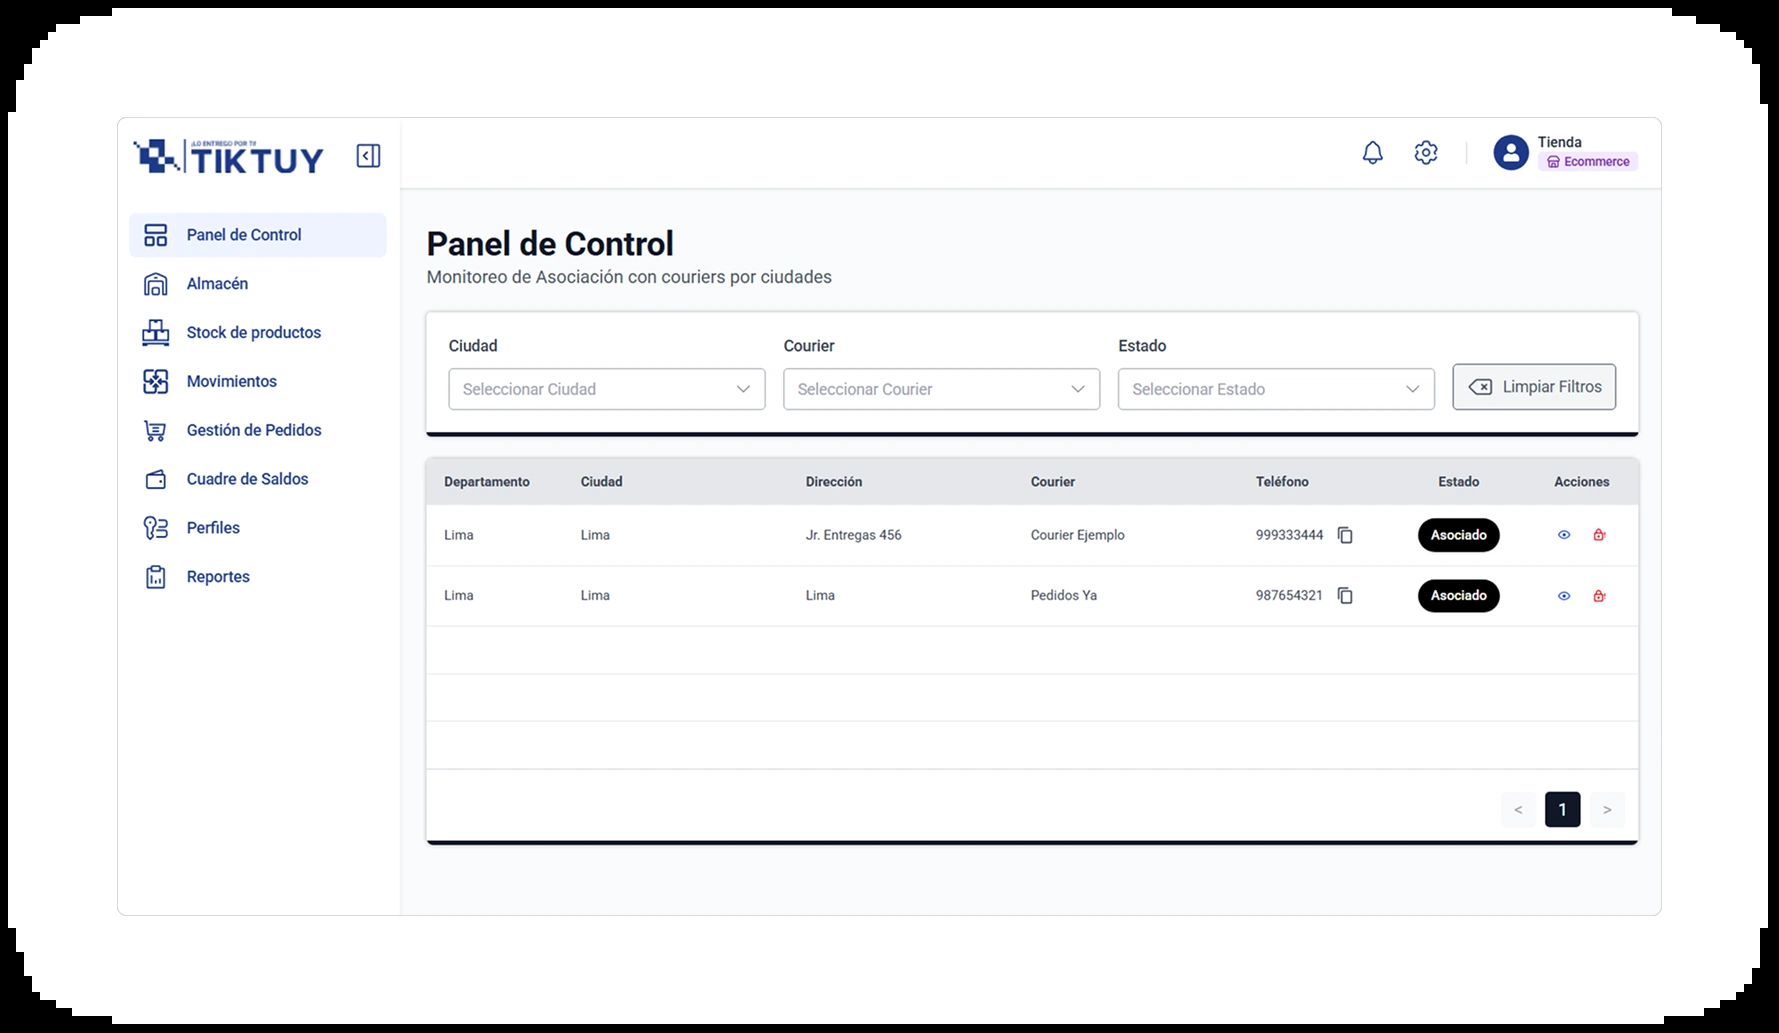 ¡LO ENTREGO POR TI!
TIKTUY
Tienda
Ecommerce
Panel de Control
Almacén
Stock de productos
Movimientos
Gestión de Pedidos
Cuadre de Saldos
Perfiles
Reportes
Panel de Control
Monitoreo de Asociación con couriers por ciudades
Ciudad Courier Estado
Seleccionar Ciudad Seleccionar Courier Seleccionar Estado Limpiar Filtros
Departamento Ciudad Dirección Courier Teléfono Estado Acciones
Lima Lima Jr. Entregas 456 Courier Ejemplo 999333444 Asociado
Lima Lima Lima Pedidos Ya 987654321 Asociado
< 1 >